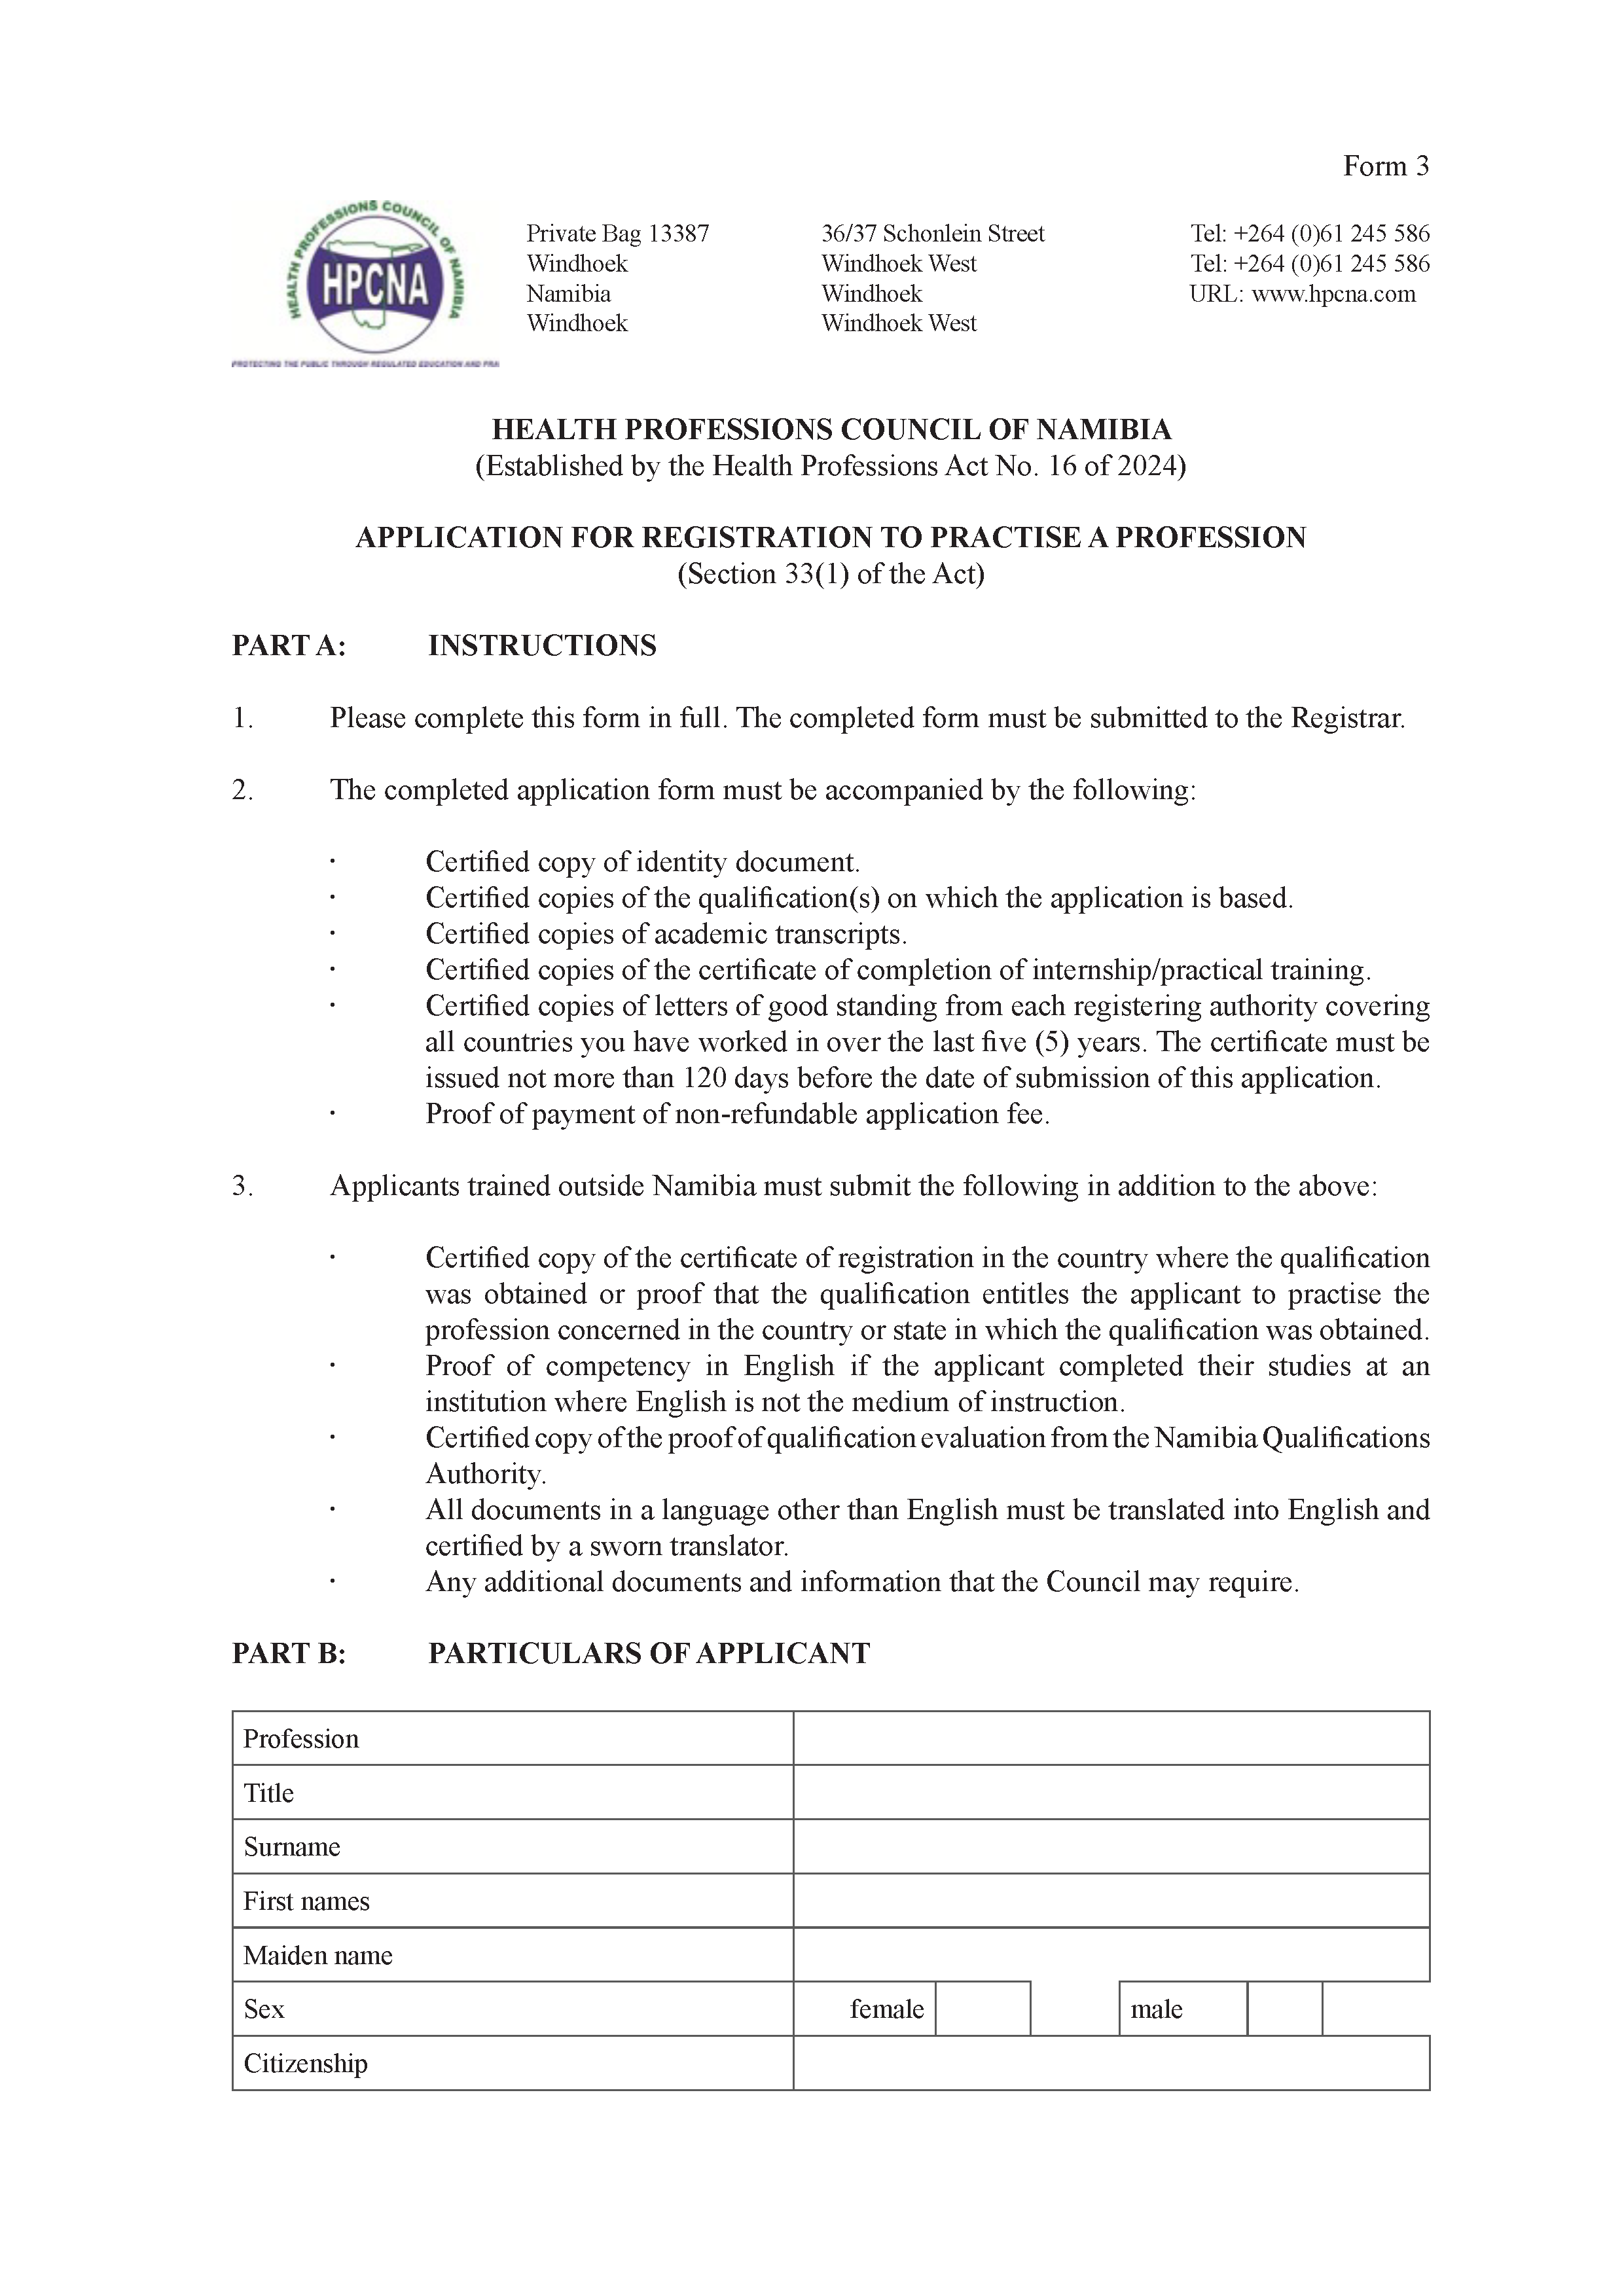 Form 3
HEALTH PROFESSIONS COUNCIL OF NAMIBIA
HPCNA
PROTECTING THE PUBLIC THROUGH REGULATED EDUCATION AND PRA
Private Bag 13387
Windhoek
Namibia
Windhoek
36/37 Schonlein Street
Windhoek West
Windhoek
Windhoek West
Tel: +264 (0)61 245 586
Tel: +264 (0)61 245 586
URL: www.hpcna.com
HEALTH PROFESSIONS COUNCIL OF NAMIBIA
(Established by the Health Professions Act No. 16 of 2024)
APPLICATION FOR REGISTRATION TO PRACTISE A PROFESSION
(Section 33(1) of the Act)
PART A: INSTRUCTIONS
1. Please complete this form in full. The completed form must be submitted to the Registrar.
2. The completed application form must be accompanied by the following:
· Certified copy of identity document.
· Certified copies of the qualification(s) on which the application is based.
· Certified copies of academic transcripts.
· Certified copies of the certificate of completion of internship/practical training.
· Certified copies of letters of good standing from each registering authority covering
all countries you have worked in over the last five (5) years. The certificate must be
issued not more than 120 days before the date of submission of this application.
· Proof of payment of non-refundable application fee.
3. Applicants trained outside Namibia must submit the following in addition to the above:
· Certified copy of the certificate of registration in the country where the qualification
was obtained or proof that the qualification entitles the applicant to practise the
profession concerned in the country or state in which the qualification was obtained.
· Proof of competency in English if the applicant completed their studies at an
institution where English is not the medium of instruction.
· Certified copy of the proof of qualification evaluation from the Namibia Qualifications
Authority.
· All documents in a language other than English must be translated into English and
certified by a sworn translator.
· Any additional documents and information that the Council may require.
PART B: PARTICULARS OF APPLICANT
Profession
Title
Surname
First names
Maiden name
Sex female male
Citizenship